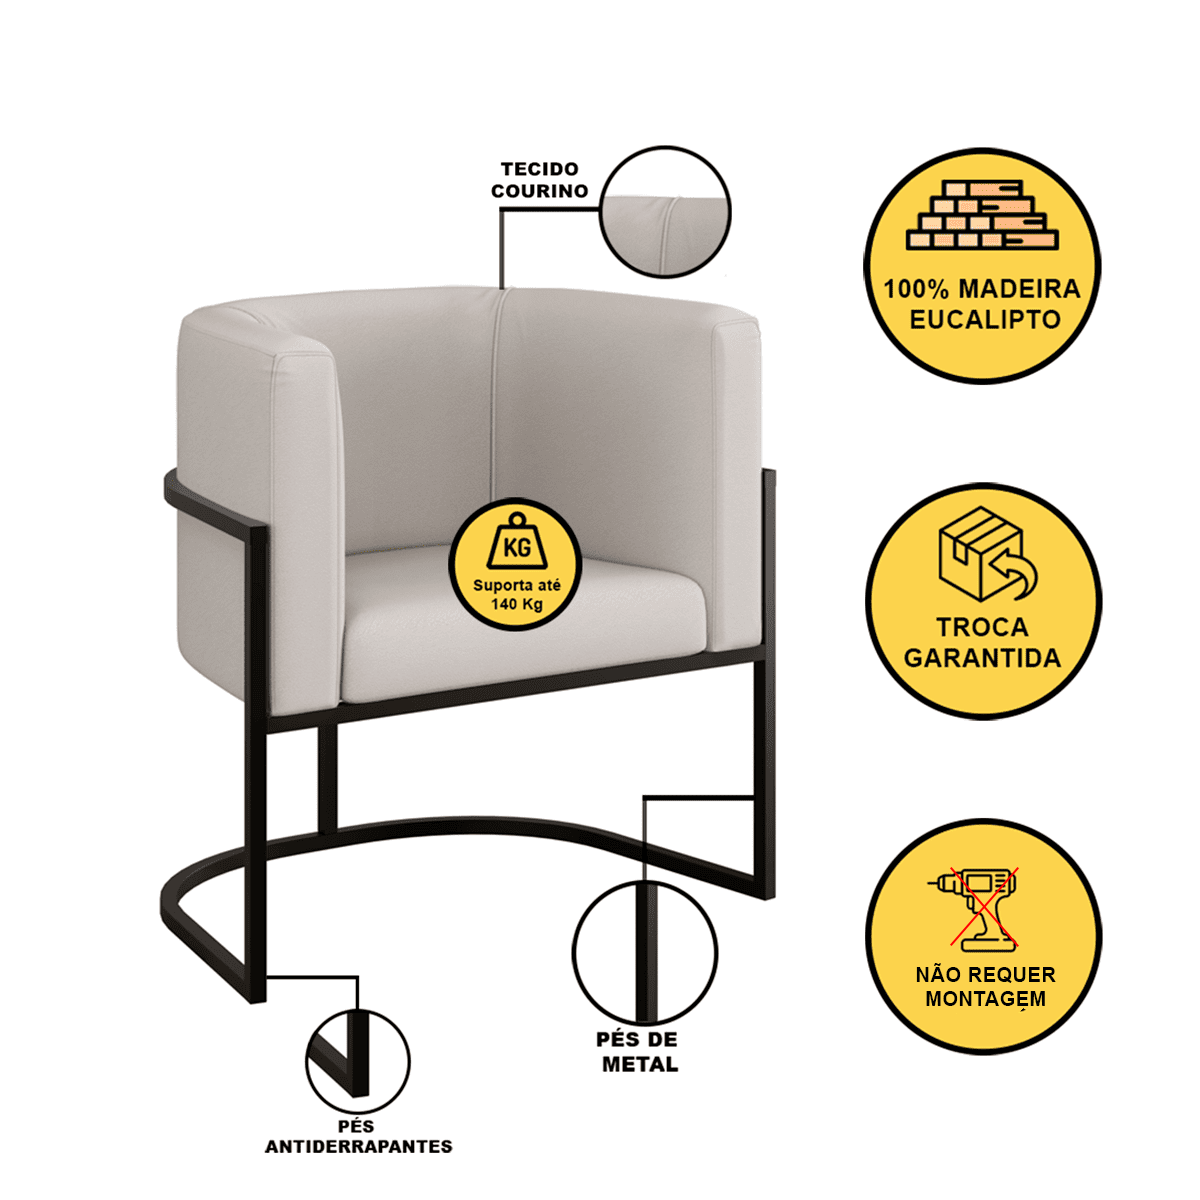 TECIDO
COURINO
100% MADEIRA
EUCALIPTO
KG
Suporta até
140 Kg
TROCA
GARANTIDA
NÃO REQUER
MONTAGEM
PÉS DE
METAL
PÉS
ANTIDERRAPANTES